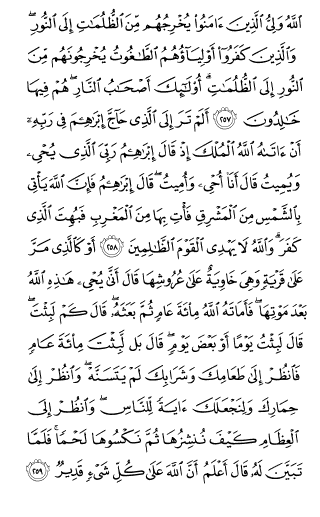 ٱللَّهُ وَلِىُّ ٱلَّذِينَ ءَامَنُوا۟ يُخْرِجُهُم مِّنَ ٱلظُّلُمَٰتِ إِلَى ٱلنُّورِ ۖ
وَٱلَّذِينَ كَفَرُوٓا۟ أَوْلِيَآؤُهُمُ ٱلطَّٰغُوتُ يُخْرِجُونَهُم مِّنَ
ٱلنُّورِ إِلَى ٱلظُّلُمَٰتِ ۗ أُو۟لَٰٓئِكَ أَصْحَٰبُ ٱلنَّارِ ۖ هُمْ فِيهَا
خَٰلِدُونَ ٢٥٧ أَلَمْ تَرَ إِلَى ٱلَّذِى حَآجَّ إِبْرَٰهِۦمَ فِى رَبِّهِۦٓ
أَنْ ءَاتَىٰهُ ٱللَّهُ ٱلْمُلْكَ إِذْ قَالَ إِبْرَٰهِۦمُ رَبِّىَ ٱلَّذِى يُحْىِۦ
وَيُمِيتُ قَالَ أَنَا۠ أُحْىِۦ وَأُمِيتُ ۖ قَالَ إِبْرَٰهِۦمُ فَإِنَّ ٱللَّهَ يَأْتِى
بِٱلشَّمْسِ مِنَ ٱلْمَشْرِقِ فَأْتِ بِهَا مِنَ ٱلْمَغْرِبِ فَبُهِتَ ٱلَّذِى
كَفَرَ ۗ وَٱللَّهُ لَا يَهْدِى ٱلْقَوْمَ ٱلظَّٰلِمِينَ ٢٥٨ أَوْ كَٱلَّذِى مَرَّ
عَلَىٰ قَرْيَةٍ وَهِىَ خَاوِيَةٌ عَلَىٰ عُرُوشِهَا قَالَ أَنَّىٰ يُحْىِۦ هَٰذِهِ ٱللَّهُ
بَعْدَ مَوْتِهَا ۖ فَأَمَاتَهُ ٱللَّهُ مِا۟ئَةَ عَامٍ ثُمَّ بَعَثَهُۥ ۖ قَالَ كَمْ لَبِثْتَ ۖ
قَالَ لَبِثْتُ يَوْمًا أَوْ بَعْضَ يَوْمٍ ۖ قَالَ بَل لَّبِثْتَ مِا۟ئَةَ عَامٍ
فَٱنظُرْ إِلَىٰ طَعَامِكَ وَشَرَابِكَ لَمْ يَتَسَنَّهْ ۖ وَٱنظُرْ إِلَىٰ
حِمَارِكَ وَلِنَجْعَلَكَ ءَايَةً لِّلنَّاسِ ۖ وَٱنظُرْ إِلَى
ٱلْعِظَامِ كَيْفَ نُنشِزُهَا ثُمَّ نَكْسُوهَا لَحْمًا ۚ فَلَمَّا
تَبَيَّنَ لَهُۥ قَالَ أَعْلَمُ أَنَّ ٱللَّهَ عَلَىٰ كُلِّ شَىْءٍ قَدِيرٌ ٢٥٩